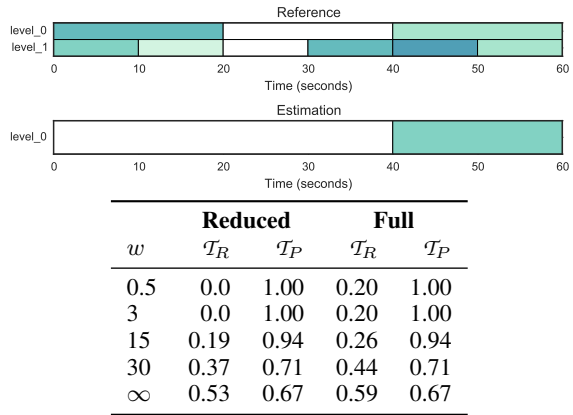 Reference
level_0
level_1
0 10 20 30 40 50 60
Time (seconds)
Estimation
level_0
0 10 20 30 40 50 60
Time (seconds)
Reduced Full
w 𝒯R 𝒯P 𝒯R 𝒯P
0.5 0.0 1.00 0.20 1.00
3 0.0 1.00 0.20 1.00
15 0.19 0.94 0.26 0.94
30 0.37 0.71 0.44 0.71
∞ 0.53 0.67 0.59 0.67